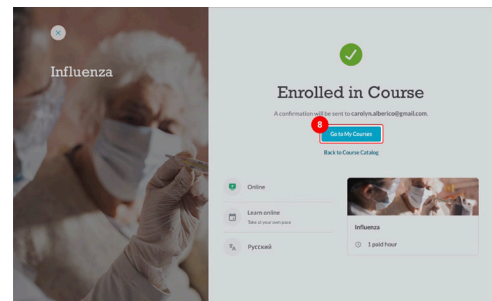 Influenza
Enrolled in Course
A confirmation will be sent to carolyn.alberico@gmail.com.
8
Go to My Courses
Back to Course Catalog
Online
Learn online
Take at your own pace
Русский
Influenza
1 paid hour